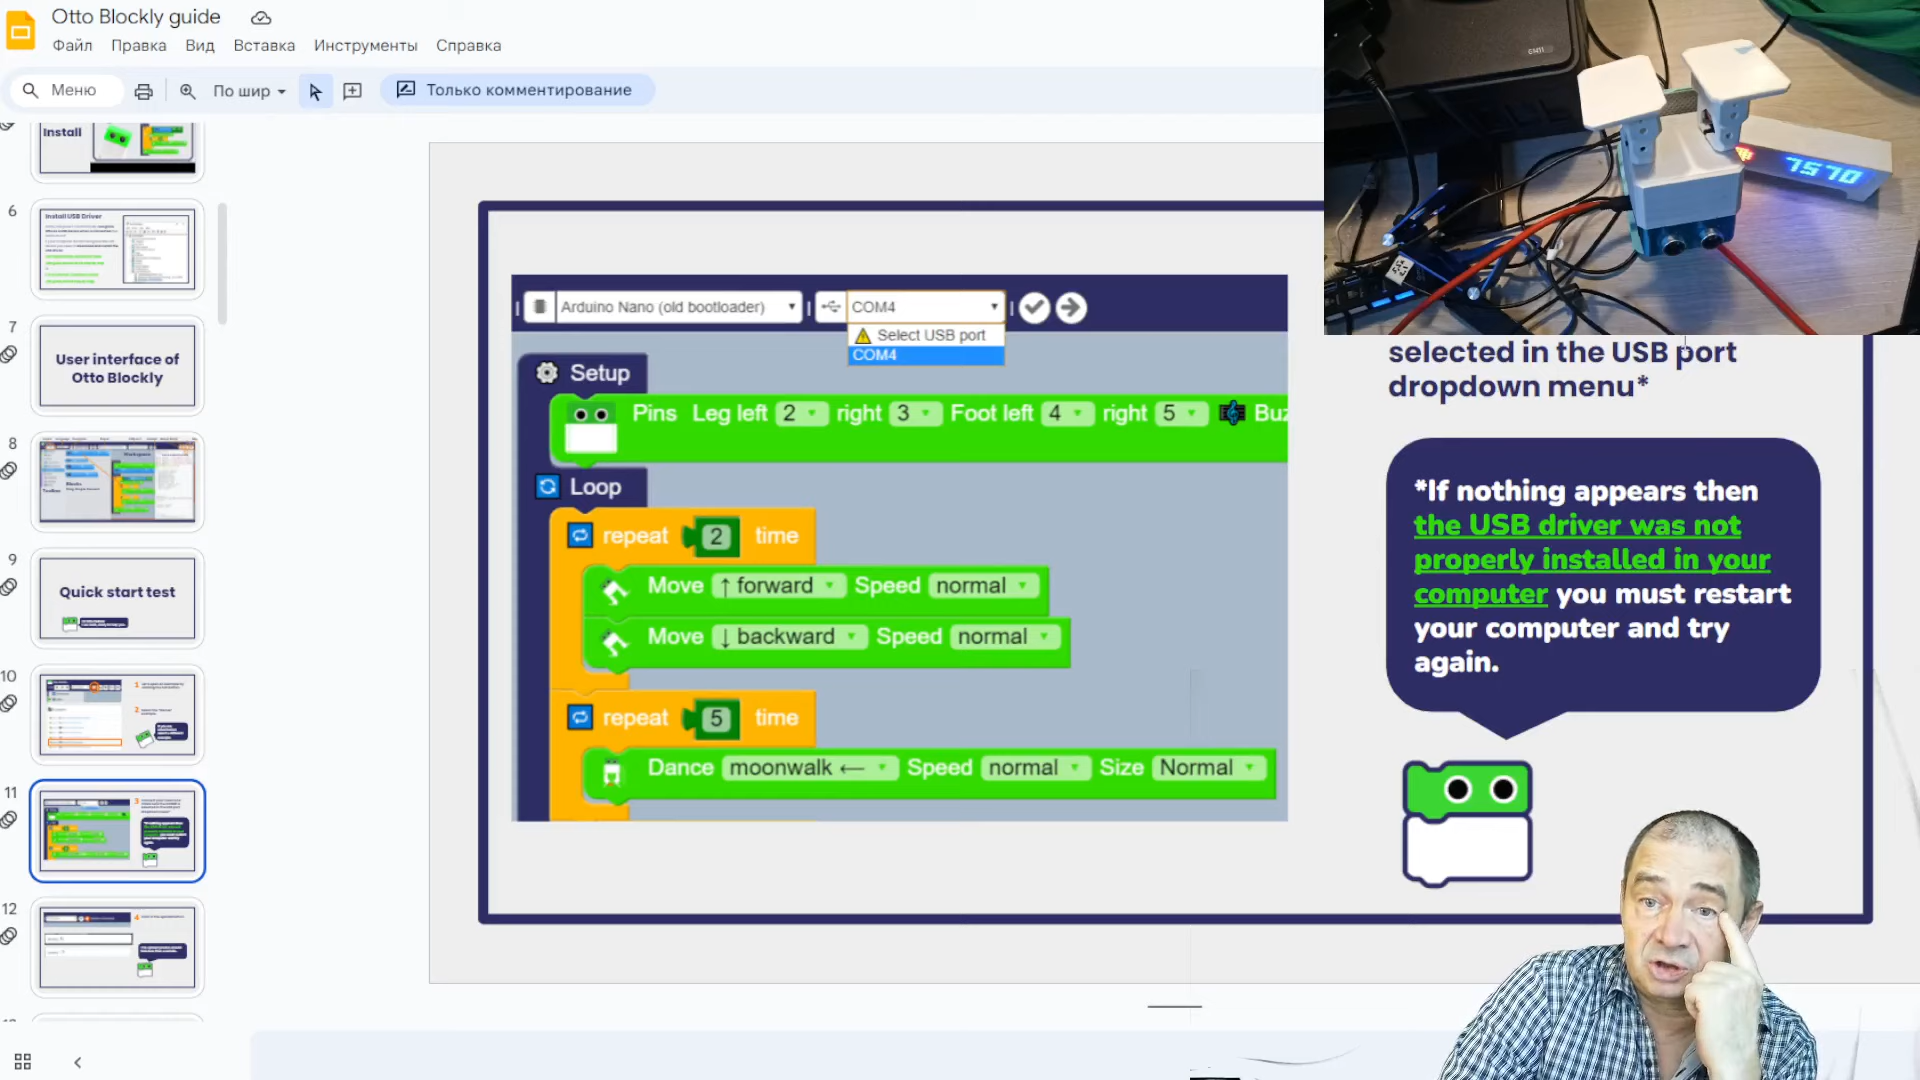 Otto Blockly guide
Файл Правка Вид Вставка Инструменты Справка
Меню По шир Только комментирование
Install
6
Install USB Driver
7
User interface of
Otto Blockly
8
9
Quick start test
10
11
12
Arduino Nano (old bootloader) COM4
Select USB port
COM4
Setup
Pins Leg left 2 right 3 Foot left 4 right 5
Loop
repeat 2 time
Move ↑ forward Speed normal
Move ↓ backward Speed normal
repeat 5 time
Dance moonwalk ← Speed normal Size Normal
selected in the USB port
dropdown menu*
*If nothing appears then
the USB driver was not
properly installed in your
computer you must restart
your computer and try
again.
7570